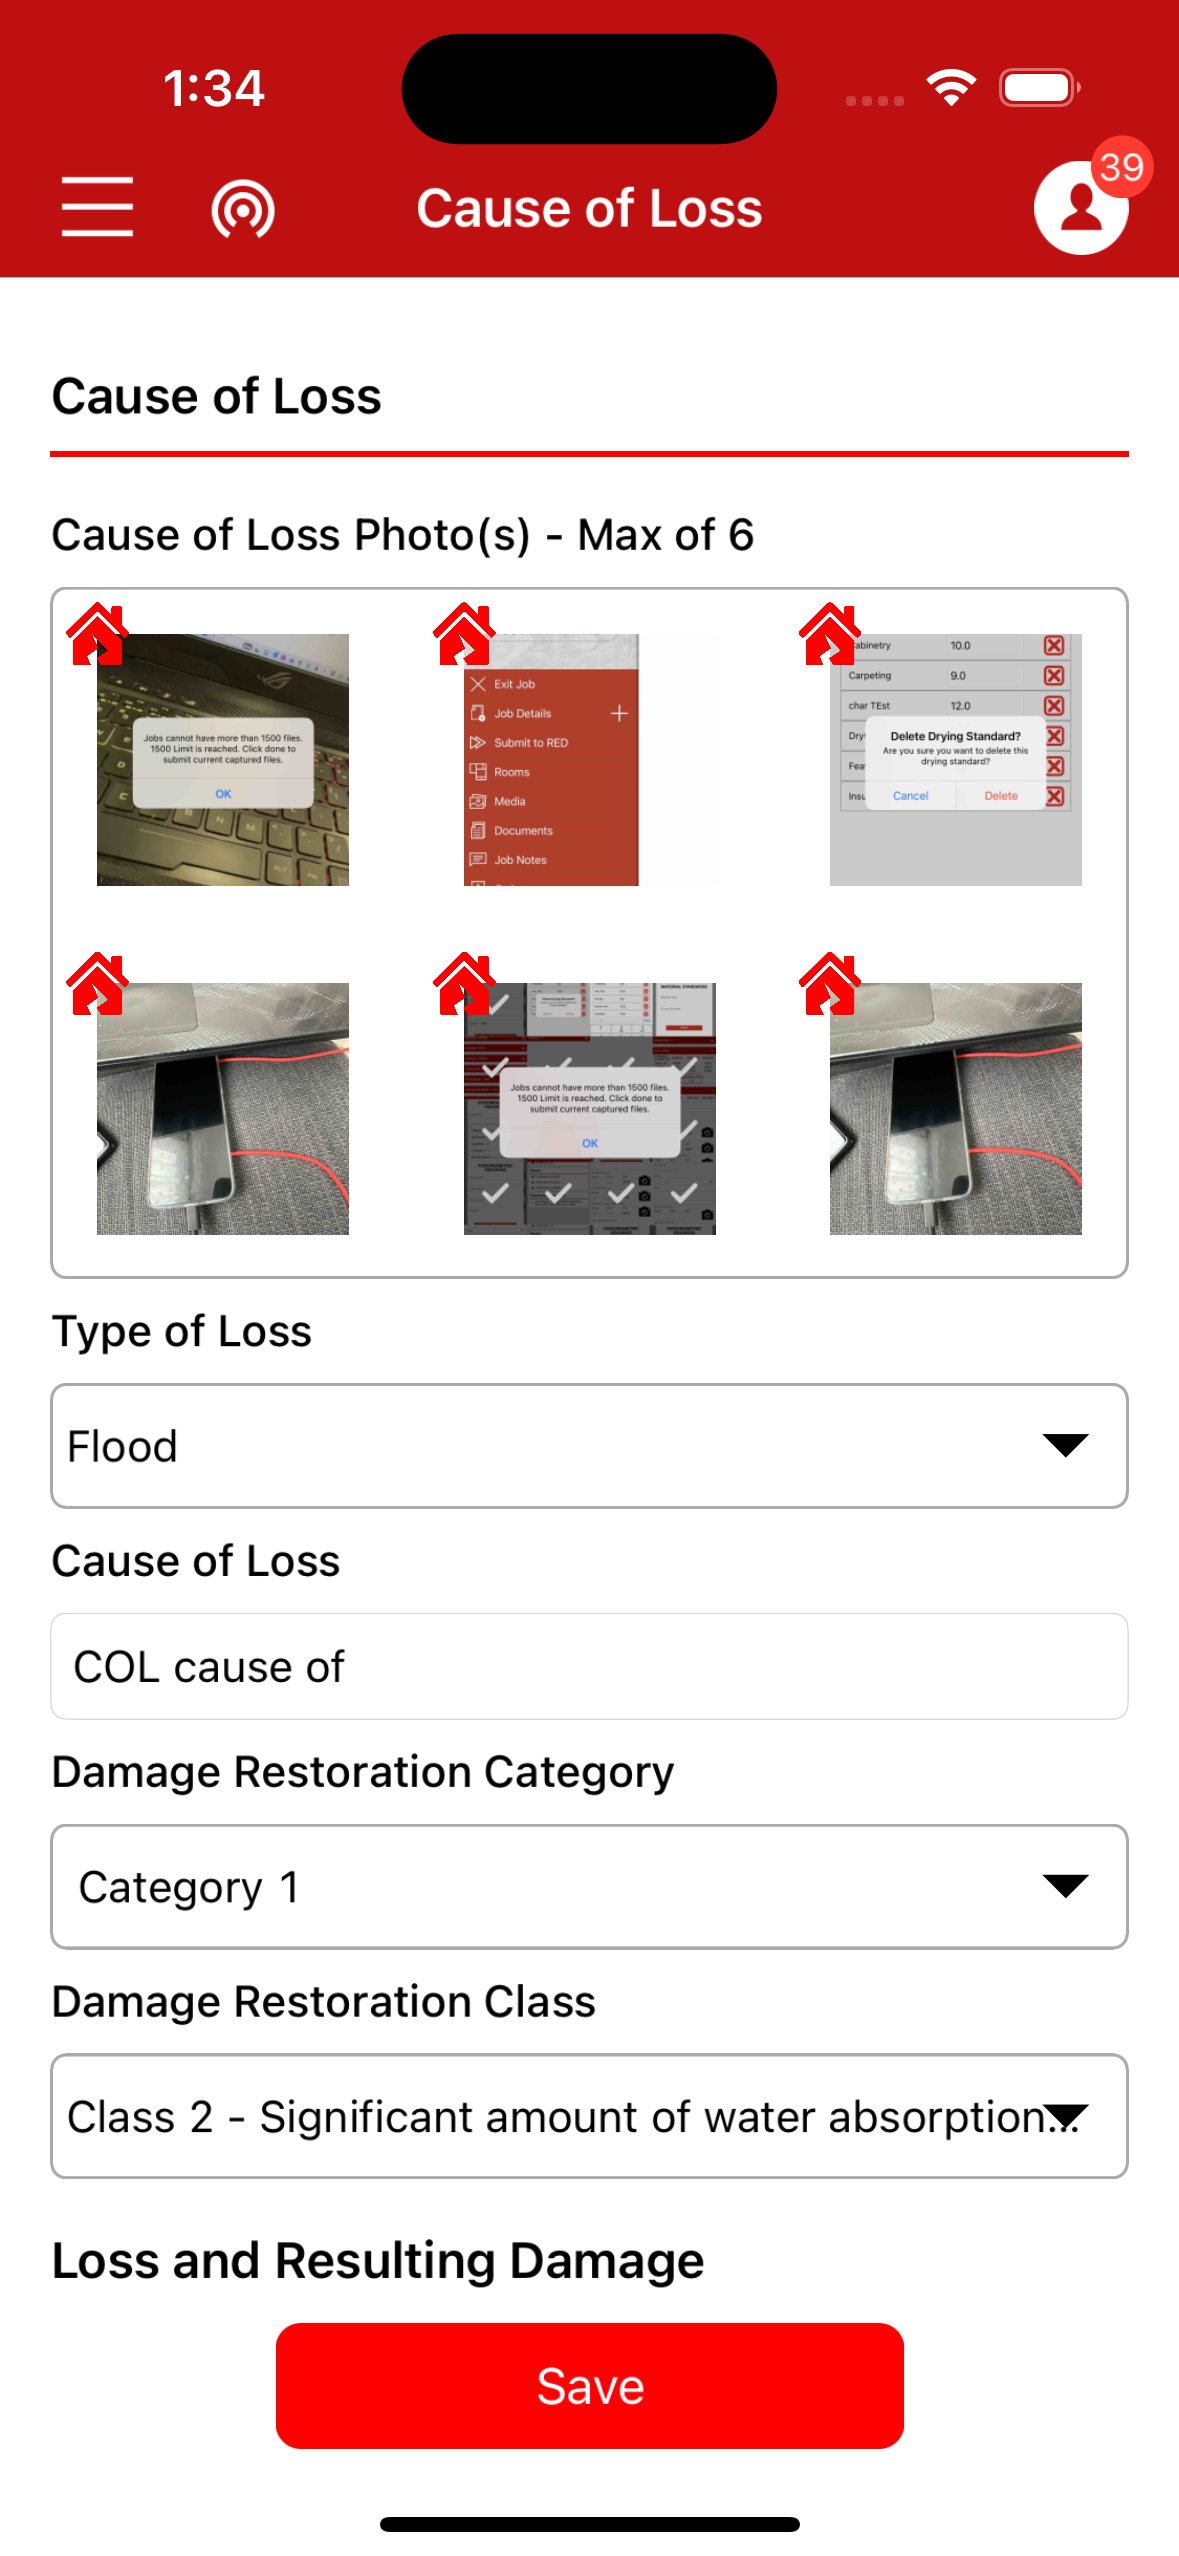 1:34
Cause of Loss
39
Cause of Loss
Cause of Loss Photo(s) - Max of 6
Jobs cannot have more than 1500 files.
1500 Limit is reached. Click done to
submit current captured files.
OK
Exit Job
Job Details
Submit to RED
Rooms
Media
Documents
Job Notes
abinetry 10.0
Carpeting 9.0
char TEst 12.0
Dry
Fea
Insu
Delete Drying Standard?
Are you sure you want to delete this
drying standard?
Cancel Delete
MATERIAL STANDARDS
Jobs cannot have more than 1500 files.
1500 Limit is reached. Click done to
submit current captured files.
OK
Type of Loss
Flood
Cause of Loss
COL cause of
Damage Restoration Category
Category 1
Damage Restoration Class
Class 2 - Significant amount of water absorption...
Loss and Resulting Damage
Save